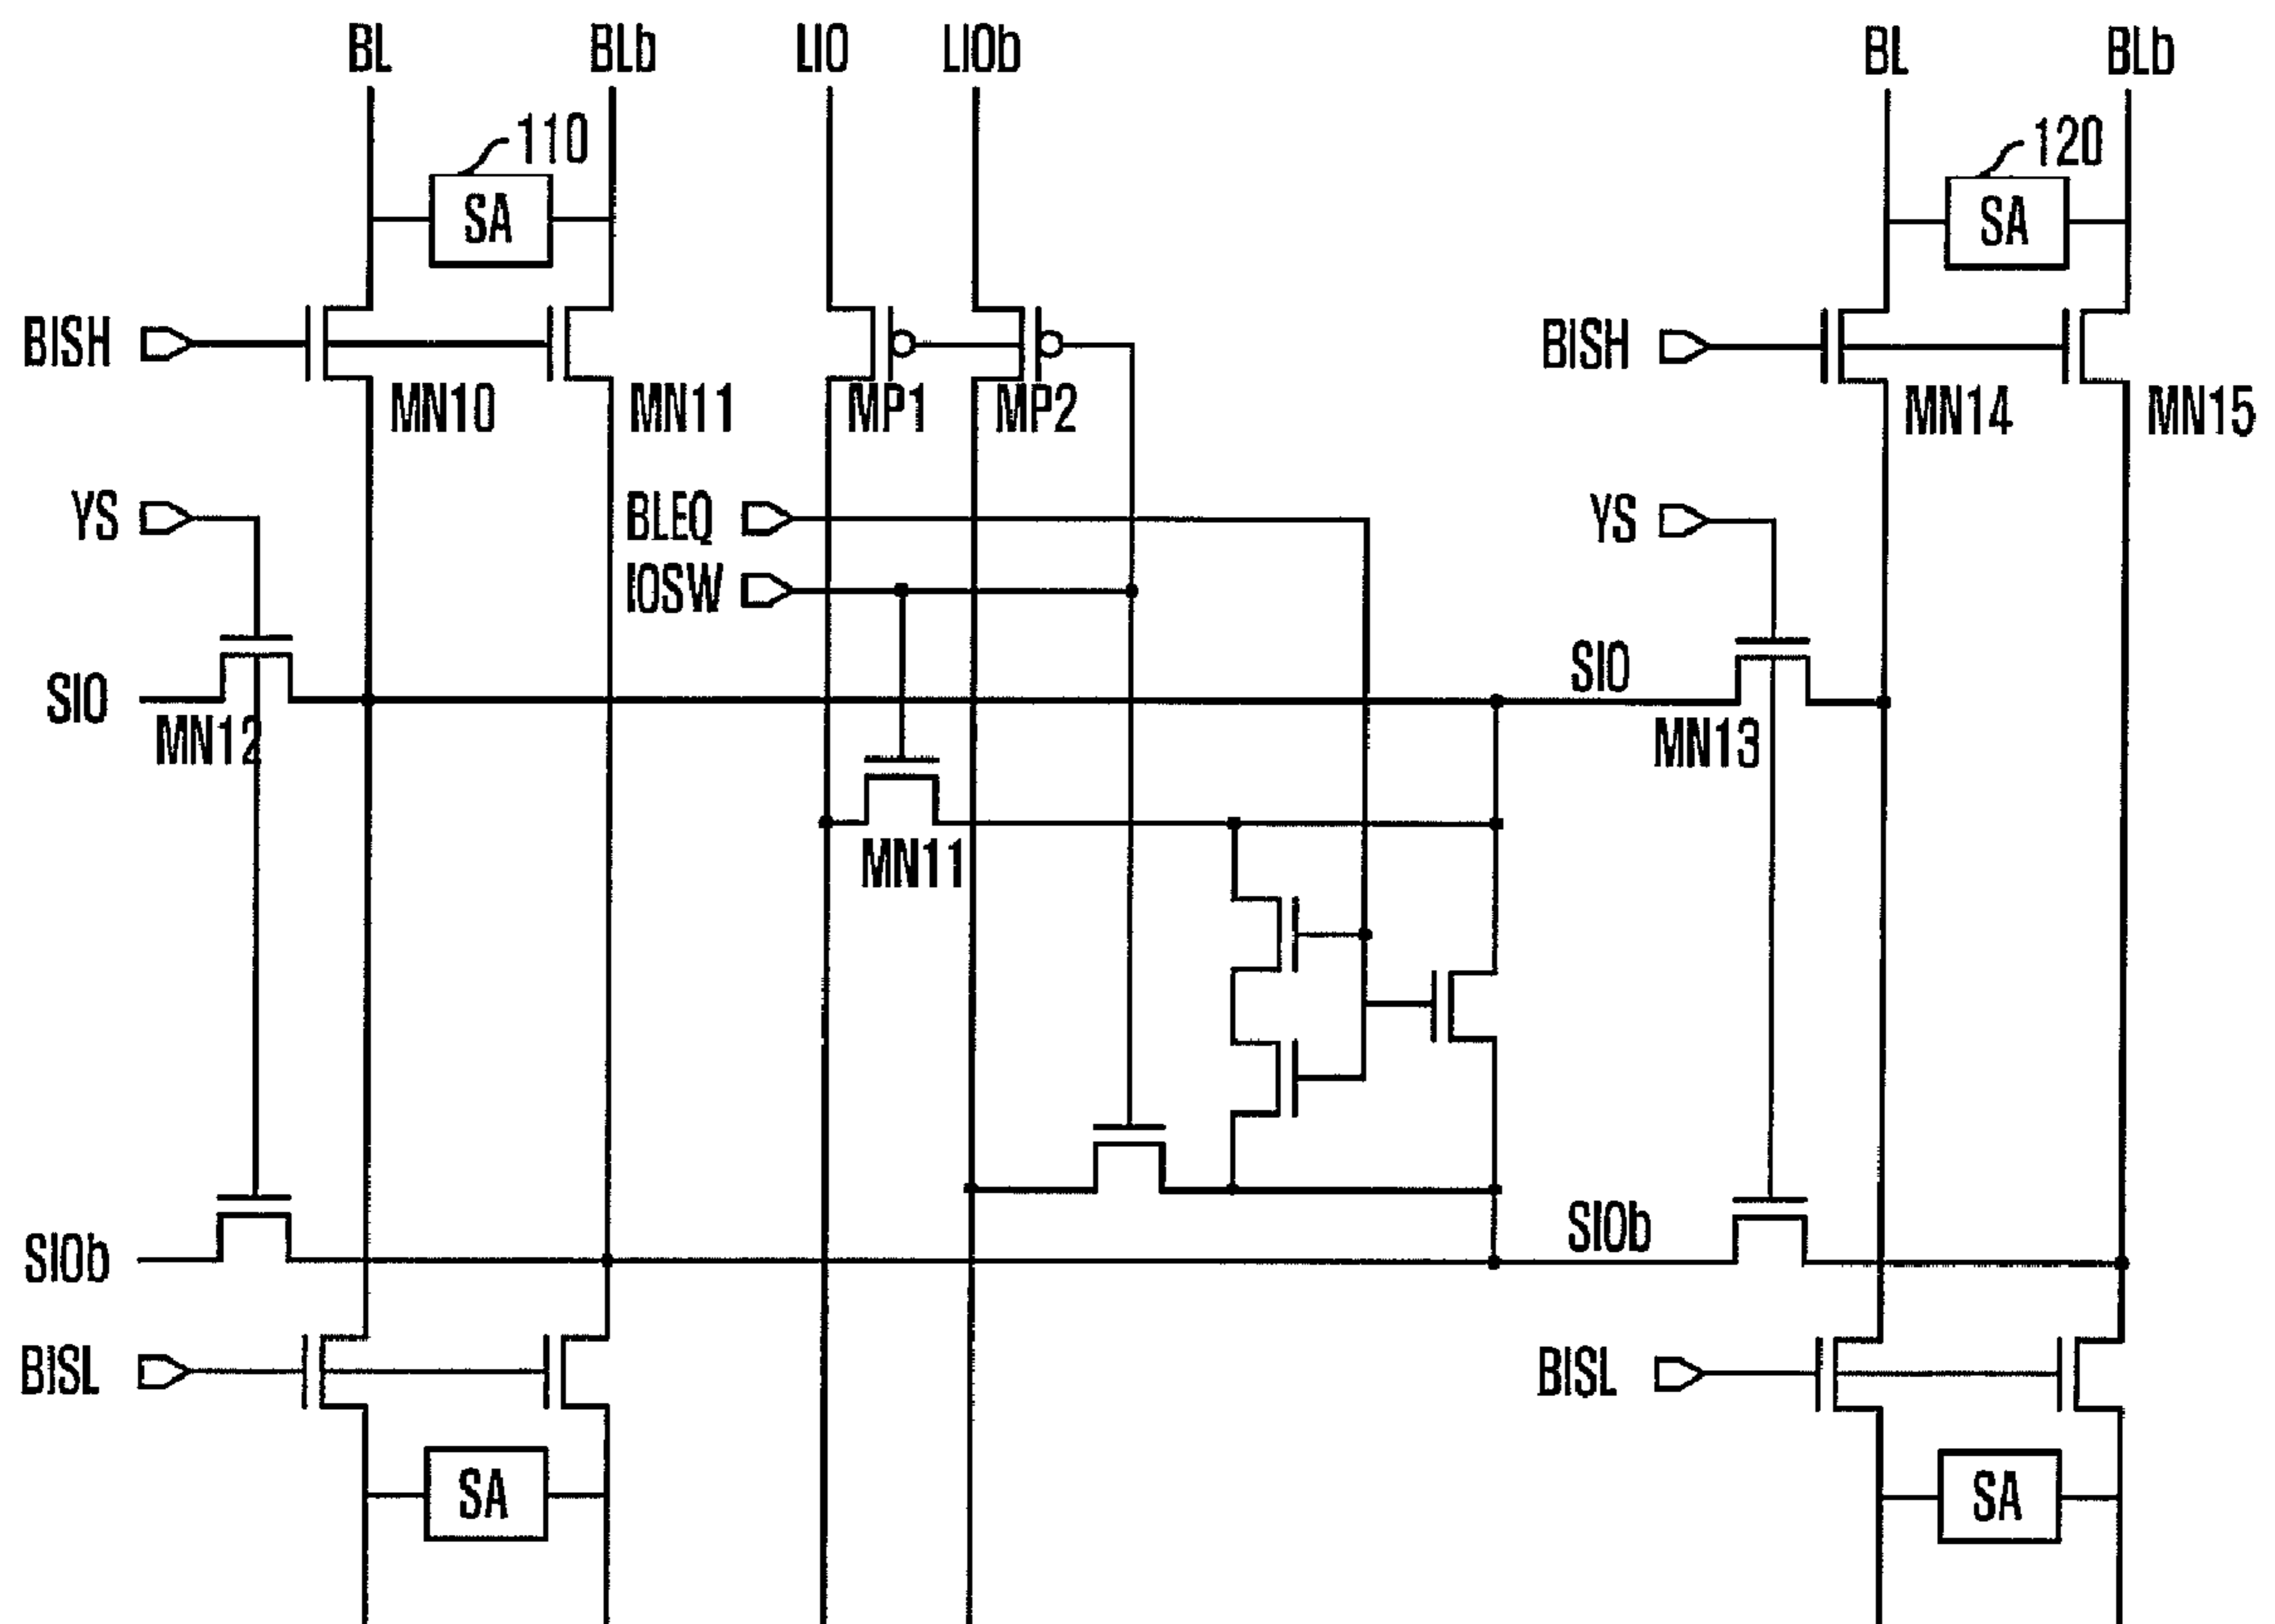 BL
BLb
LIO
LIOb
BL
BLb
110
120
SA
SA
BISH
BISH
MN10
MN11
MP1
MP2
MN14
MN15
YS
BLEQ
YS
IOSW
SIO
SIO
MN12
MN13
MN11
SIOb
SIOb
BISL
BISL
SA
SA